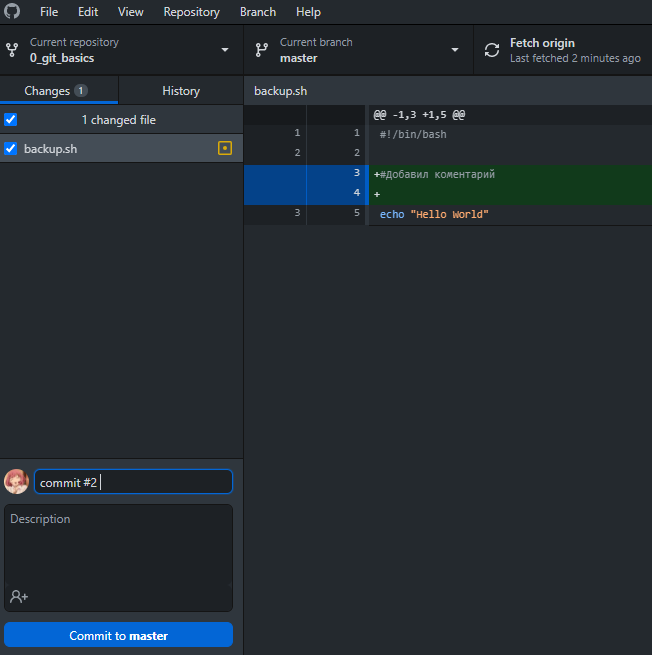 File Edit View Repository Branch Help
Current repository
0_git_basics
Current branch
master
Fetch origin
Last fetched 2 minutes ago
Changes 1
History
1 changed file
backup.sh
backup.sh
@@ -1,3 +1,5 @@
1 1 #!/bin/bash
2 2
3 +#Добавил коментарий
4 +
3 5 echo "Hello World"
commit #2
Description
Commit to master